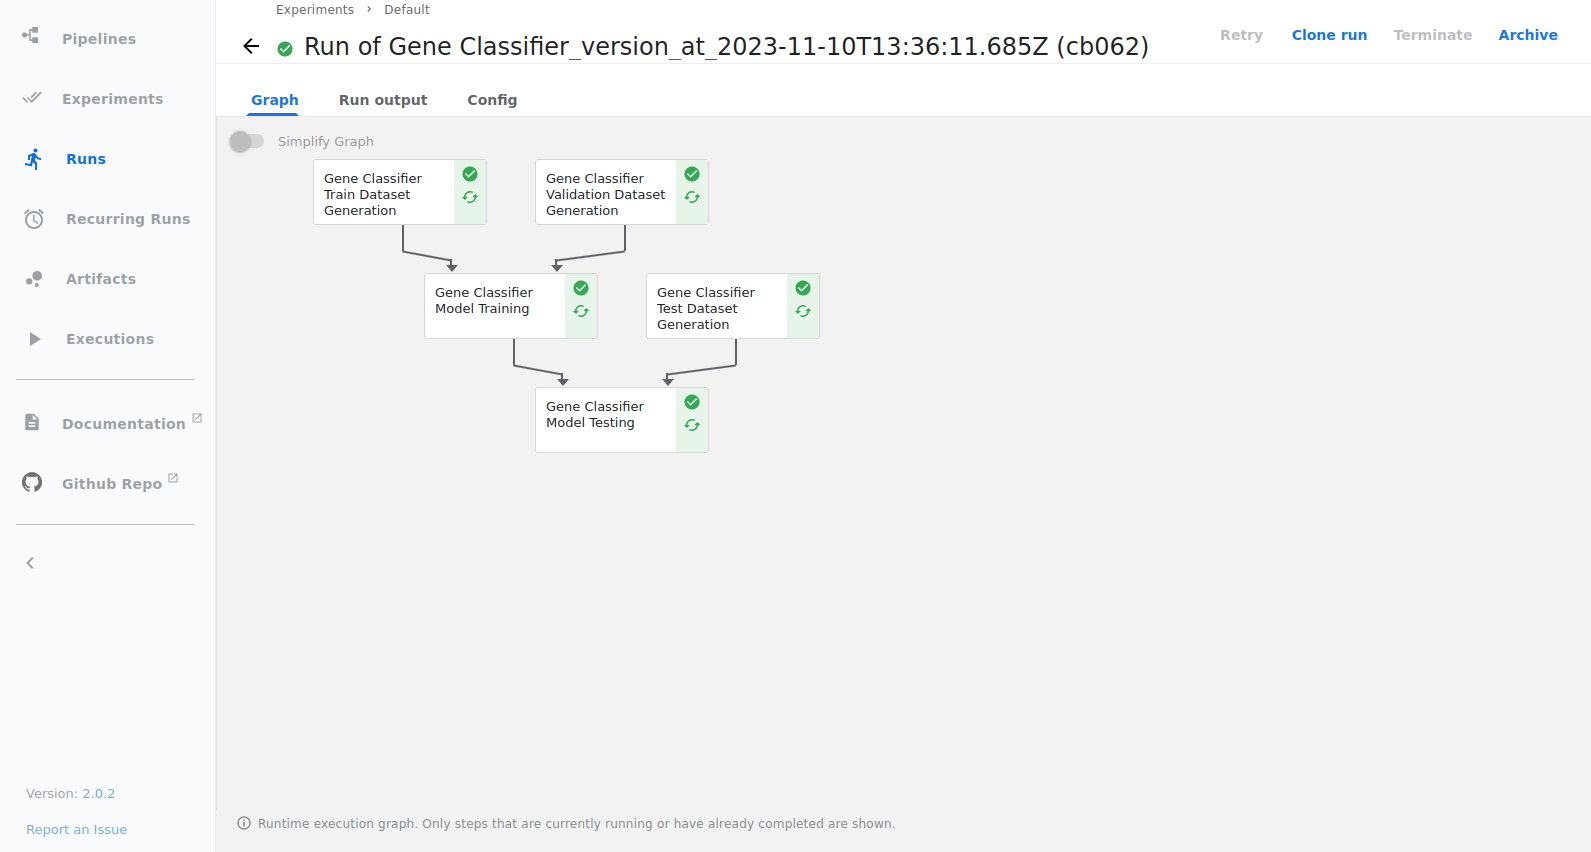 Pipelines
Experiments
Runs
Recurring Runs
Artifacts
Executions
Documentation
Github Repo
Version: 2.0.2
Report an Issue
Experiments › Default
Run of Gene Classifier_version_at_2023-11-10T13:36:11.685Z (cb062)
Retry Clone run Terminate Archive
Graph Run output Config
Simplify Graph
Gene Classifier
Train Dataset
Generation
Gene Classifier
Validation Dataset
Generation
Gene Classifier
Model Training
Gene Classifier
Test Dataset
Generation
Gene Classifier
Model Testing
Runtime execution graph. Only steps that are currently running or have already completed are shown.